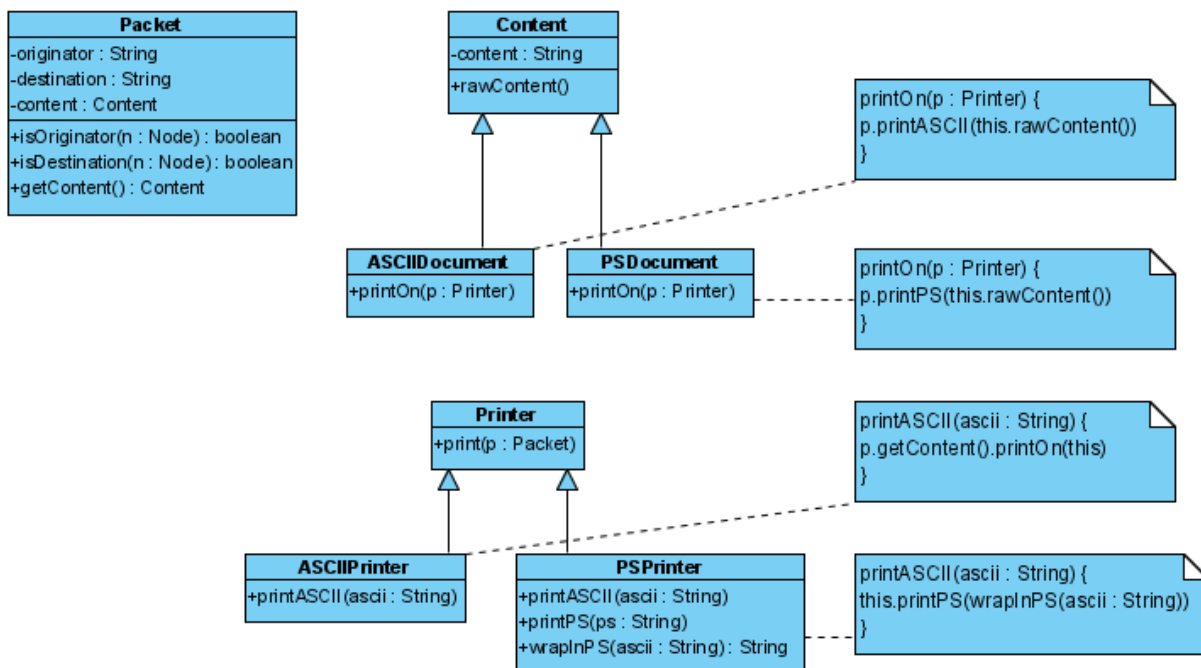 Packet
-originator : String
-destination : String
-content : Content
+isOriginator(n : Node) : boolean
+isDestination(n : Node) : boolean
+getContent() : Content
Content
-content : String
+rawContent()
printOn(p : Printer) {
p.printASCII(this.rawContent())
}
ASCIIDocument
+printOn(p : Printer)
PSDocument
+printOn(p : Printer)
printOn(p : Printer) {
p.printPS(this.rawContent())
}
Printer
+print(p : Packet)
printASCII(ascii : String) {
p.getContent().printOn(this)
}
ASCIIPrinter
+printASCII(ascii : String)
PSPrinter
+printASCII(ascii : String)
+printPS(ps : String)
+wrapInPS(ascii : String) : String
printASCII(ascii : String) {
this.printPS(wrapInPS(ascii : String))
}